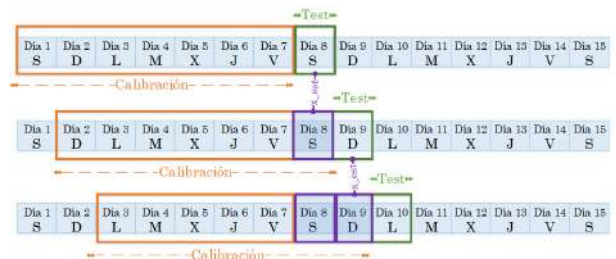 Test
Día 1 Día 2 Día 3 Día 4 Día 5 Día 6 Día 7 Día 8 Día 9 Día 10 Día 11 Día 12 Día 13 Día 14 Día 15
S D L M X J V S D L M X J V S
Calibración
X_est
Test
Día 1 Día 2 Día 3 Día 4 Día 5 Día 6 Día 7 Día 8 Día 9 Día 10 Día 11 Día 12 Día 13 Día 14 Día 15
S D L M X J V S D L M X J V S
Calibración
X_est
Test
Día 1 Día 2 Día 3 Día 4 Día 5 Día 6 Día 7 Día 8 Día 9 Día 10 Día 11 Día 12 Día 13 Día 14 Día 15
S D L M X J V S D L M X J V S
Calibración